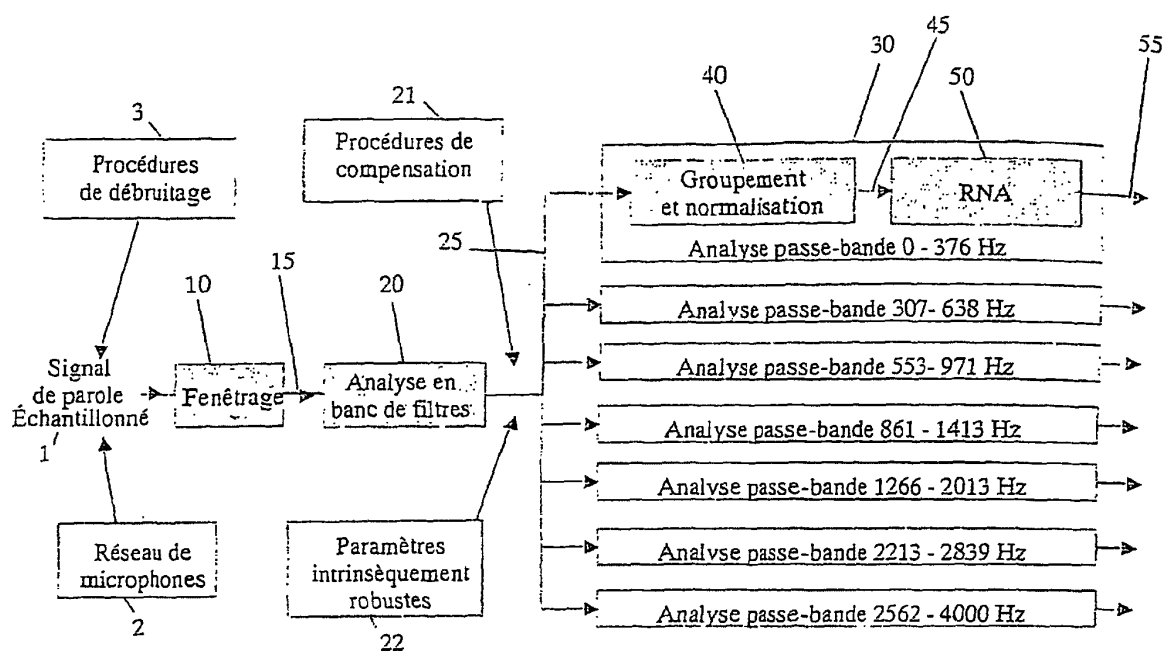 45
30
55
40
50
3
21
Procédures
de débruitage
Procédures de
compensation
Groupement
et normalisation
RNA
Analyse passe-bande 0 - 376 Hz
25
10
15
20
Analyse passe-bande 307- 638 Hz
Signal
de parole
Échantillonné
1
Fenêtrage
Analyse en
banc de filtres
Analyse passe-bande 553- 971 Hz
Analyse passe-bande 861 - 1413 Hz
Analyse passe-bande 1266 - 2013 Hz
Réseau de
microphones
2
Paramètres
intrinsèquement
robustes
22
Analyse passe-bande 2213 - 2839 Hz
Analyse passe-bande 2562 - 4000 Hz